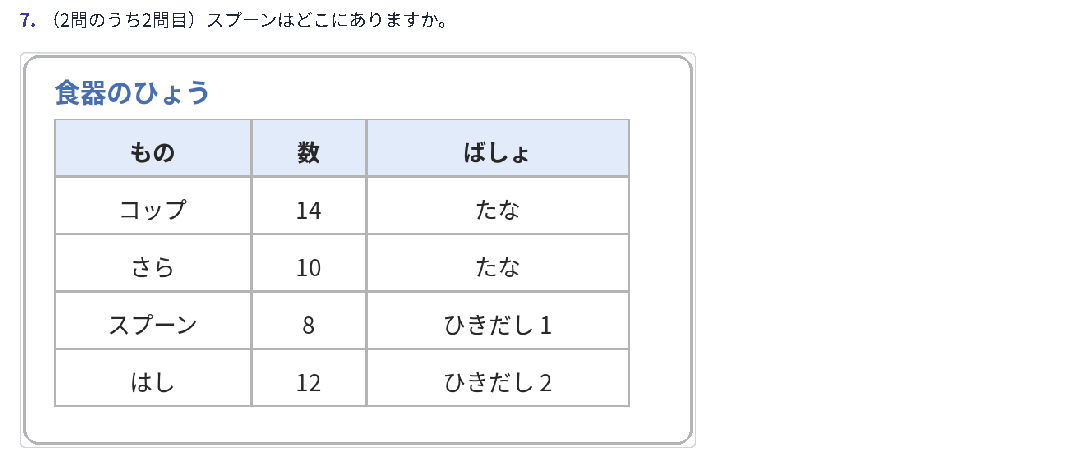 7. （2問のうち2問目）スプーンはどこにありますか。
食器のひょう
もの 数 ばしょ
コップ 14 たな
さら 10 たな
スプーン 8 ひきだし 1
はし 12 ひきだし 2